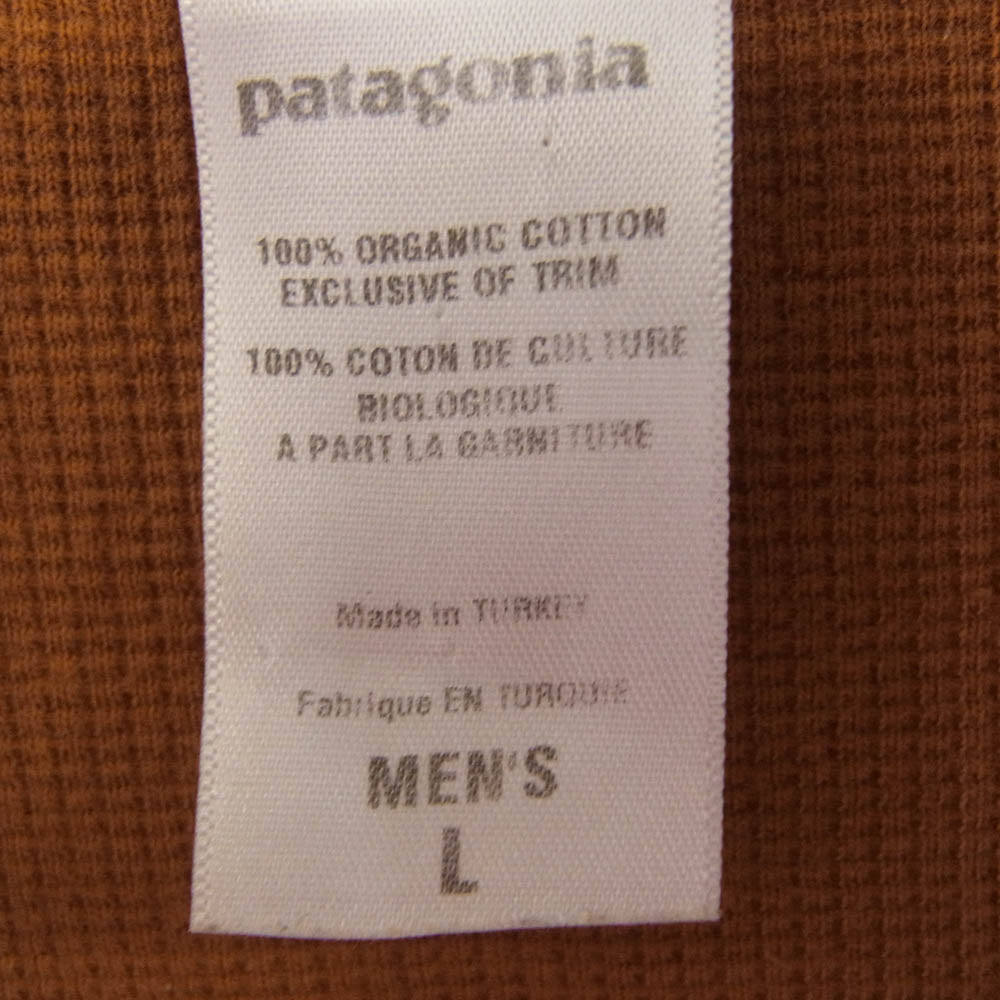 patagonia
100% ORGANIC COTTON
EXCLUSIVE OF TRIM
100% COTON DE CULTURE
BIOLOGIQUE
A PART LA GARNITURE
Made in TURKEY
Fabrique EN TURQUIE
MEN'S
L